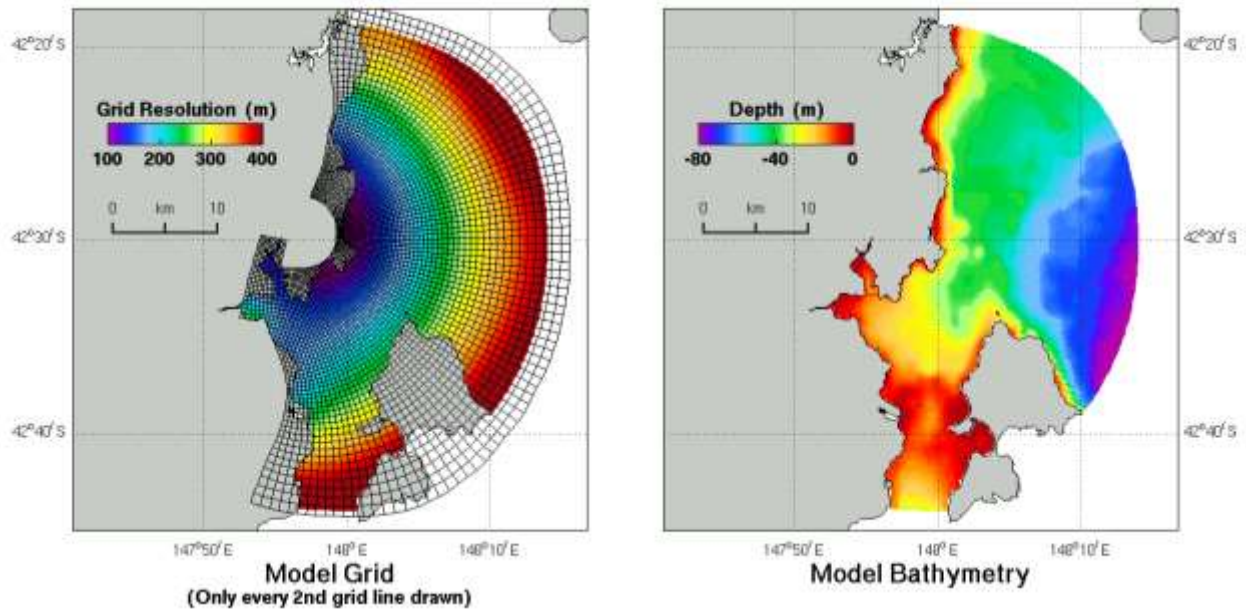 42°20' S
Grid Resolution (m)
100 200 300 400
0 km 10
42°30' S
42°40' S
147°50' E 148° E 148°10' E
Model Grid
(Only every 2nd grid line drawn)
42°20' S
Depth (m)
-80 -40 0
0 km 10
42°30' S
42°40' S
147°50' E 148° E 148°10' E
Model Bathymetry